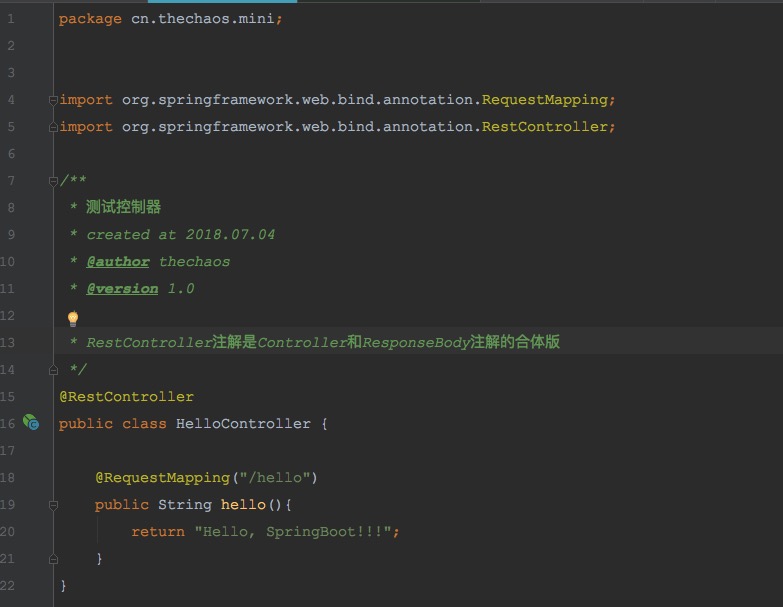 1 package cn.thechaos.mini;
2
3
4 import org.springframework.web.bind.annotation.RequestMapping;
5 import org.springframework.web.bind.annotation.RestController;
6
7 /**
8 * 测试控制器
9 * created at 2018.07.04
10 * @author thechaos
11 * @version 1.0
12
13 * RestController注解是Controller和ResponseBody注解的合体版
14 */
15 @RestController
16 public class HelloController {
17
18 @RequestMapping("/hello")
19 public String hello(){
20 return "Hello, SpringBoot!!!";
21 }
22 }